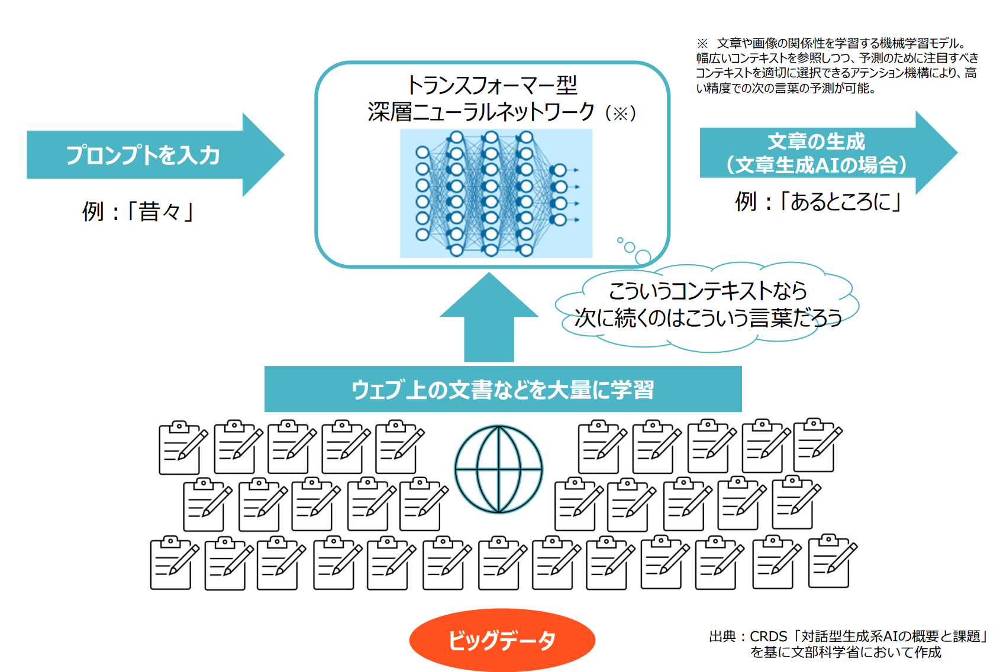 ※　文章や画像の関係性を学習する機械学習モデル。
幅広いコンテキストを参照しつつ、予測のために注目すべき
コンテキストを適切に選択できるアテンション機構により、高
い精度での次の言葉の予測が可能。
トランスフォーマー型
深層ニューラルネットワーク（※）
プロンプトを入力
例：「昔々」
文章の生成
（文章生成AIの場合）
例：「あるところに」
こういうコンテキストなら
次に続くのはこういう言葉だろう
ウェブ上の文書などを大量に学習
ビッグデータ
出典：CRDS「対話型生成系AIの概要と課題」
を基に文部科学省において作成